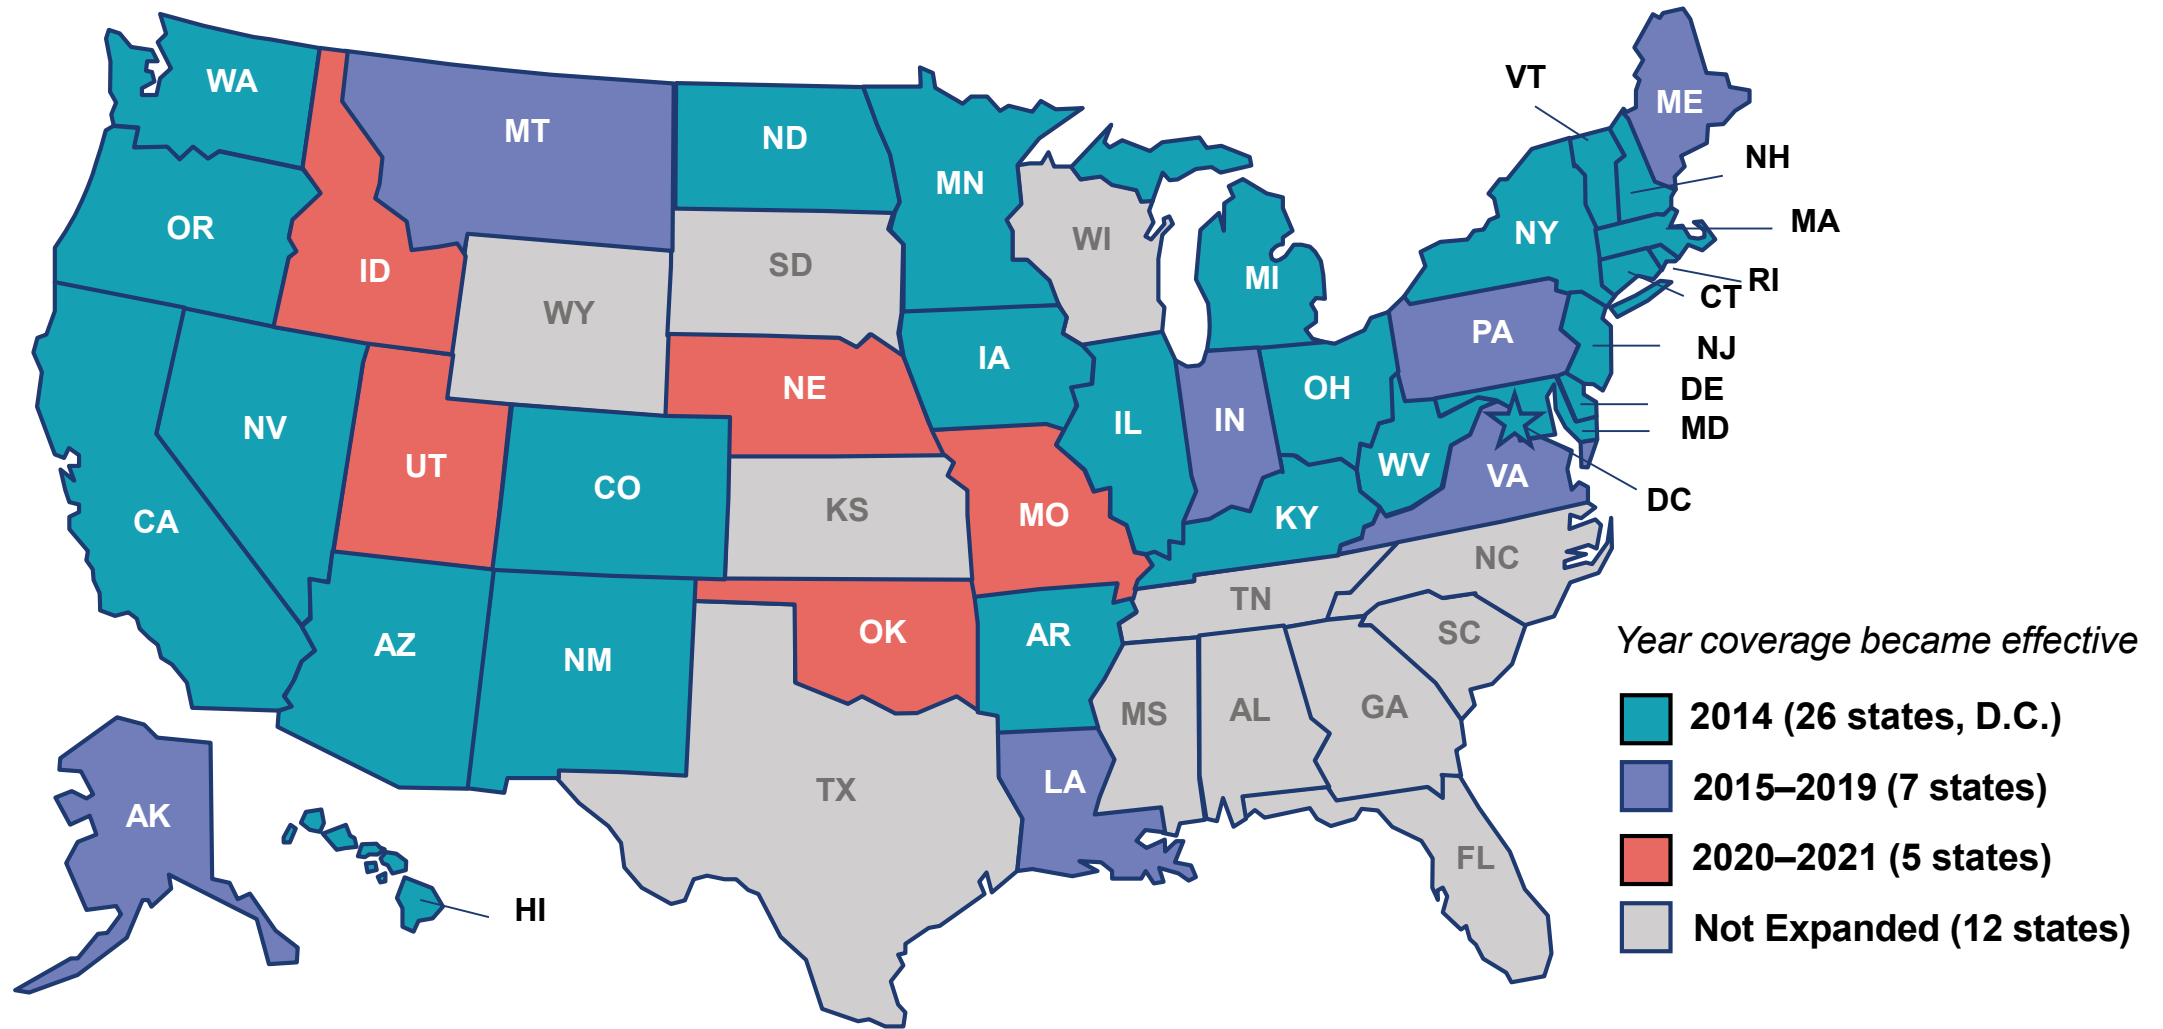 WA
MT
ND
MN
VT
ME
NH
OR
ID
SD
WI
MI
NY
MA
WY
RI
CT
PA
NJ
IA
NE
OH
DE
NV
IL
IN
MD
UT
CO
WV
VA
DC
CA
KS
MO
KY
NC
TN
AZ
NM
OK
AR
SC
MS
AL
GA
TX
LA
FL
AK
HI
Year coverage became effective
2014 (26 states, D.C.)
2015–2019 (7 states)
2020–2021 (5 states)
Not Expanded (12 states)